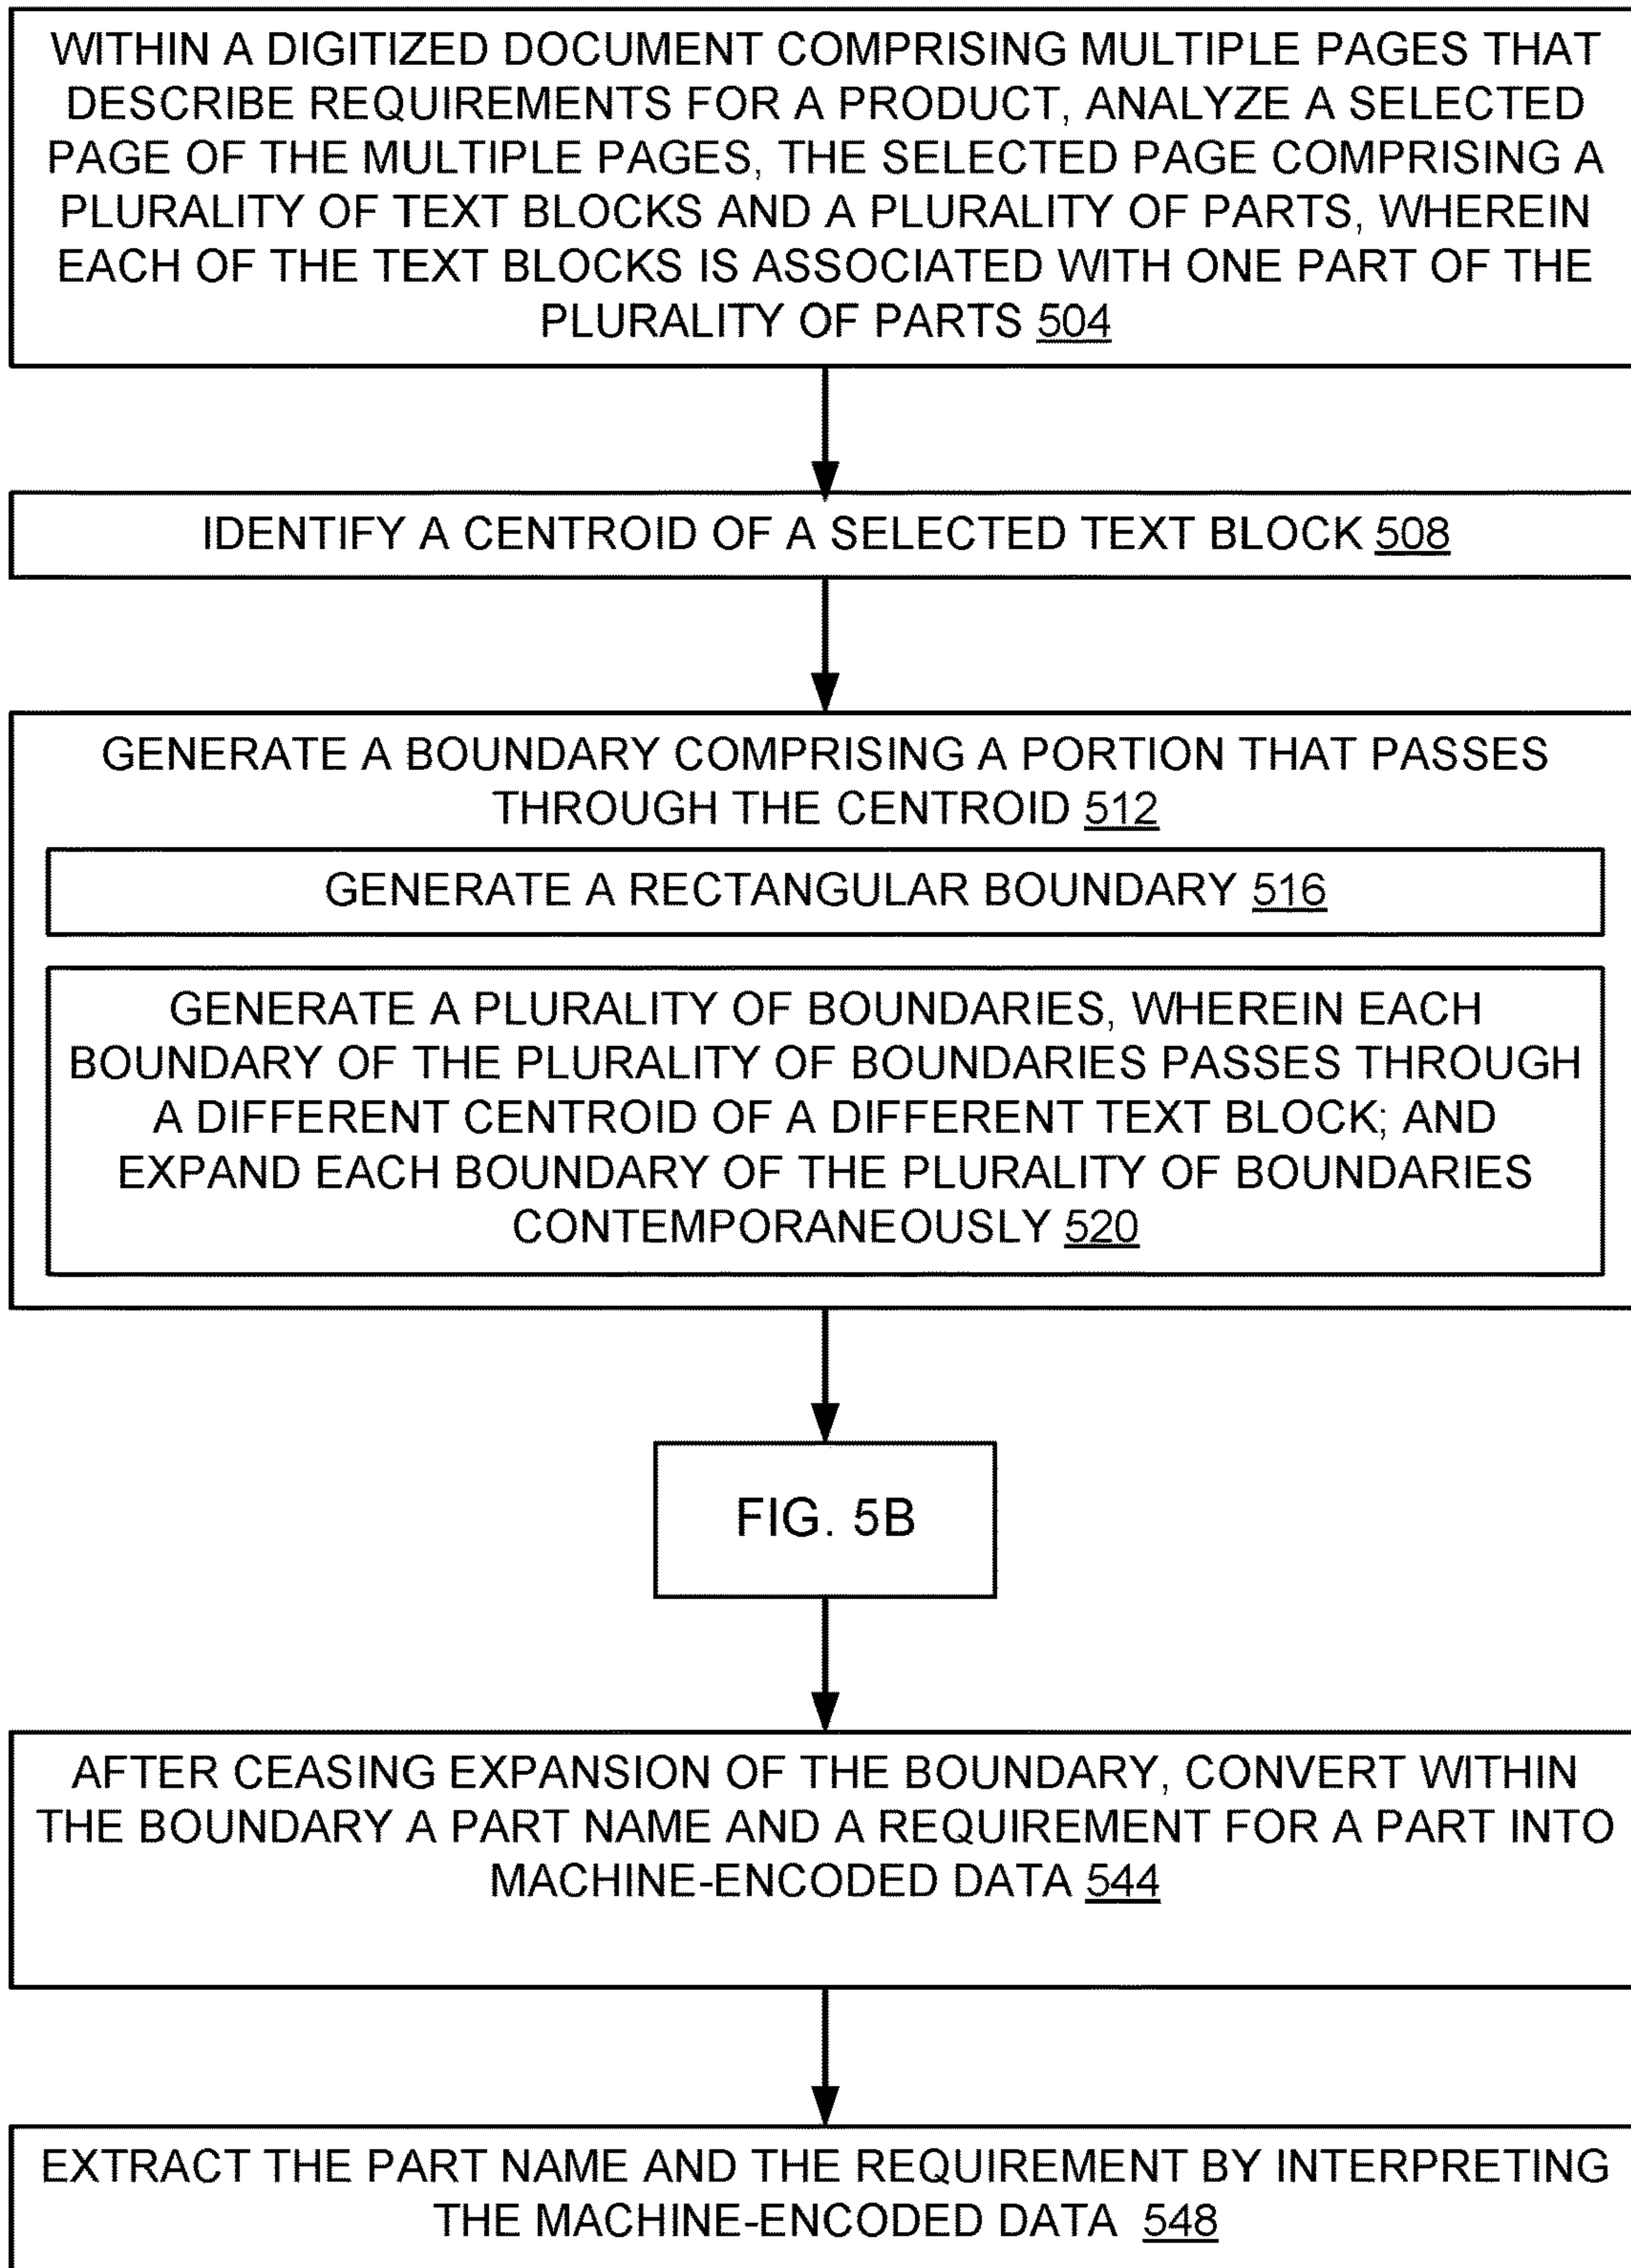 WITHIN A DIGITIZED DOCUMENT COMPRISING MULTIPLE PAGES THAT
DESCRIBE REQUIREMENTS FOR A PRODUCT, ANALYZE A SELECTED
PAGE OF THE MULTIPLE PAGES, THE SELECTED PAGE COMPRISING A
PLURALITY OF TEXT BLOCKS AND A PLURALITY OF PARTS, WHEREIN
EACH OF THE TEXT BLOCKS IS ASSOCIATED WITH ONE PART OF THE
PLURALITY OF PARTS 504
IDENTIFY A CENTROID OF A SELECTED TEXT BLOCK 508
GENERATE A BOUNDARY COMPRISING A PORTION THAT PASSES
THROUGH THE CENTROID 512
GENERATE A RECTANGULAR BOUNDARY 516
GENERATE A PLURALITY OF BOUNDARIES, WHEREIN EACH
BOUNDARY OF THE PLURALITY OF BOUNDARIES PASSES THROUGH
A DIFFERENT CENTROID OF A DIFFERENT TEXT BLOCK; AND
EXPAND EACH BOUNDARY OF THE PLURALITY OF BOUNDARIES
CONTEMPORANEOUSLY 520
FIG. 5B
AFTER CEASING EXPANSION OF THE BOUNDARY, CONVERT WITHIN
THE BOUNDARY A PART NAME AND A REQUIREMENT FOR A PART INTO
MACHINE-ENCODED DATA 544
EXTRACT THE PART NAME AND THE REQUIREMENT BY INTERPRETING
THE MACHINE-ENCODED DATA 548